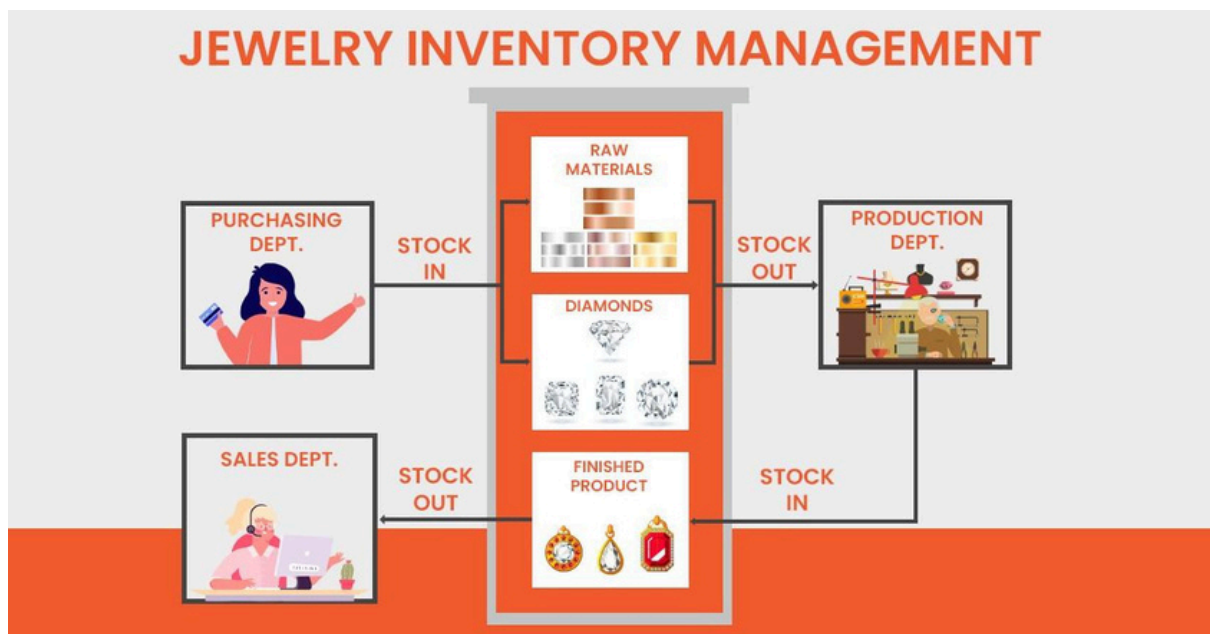 JEWELRY INVENTORY MANAGEMENT
PURCHASING
DEPT.
STOCK
IN
RAW
MATERIALS
DIAMONDS
STOCK
OUT
PRODUCTION
DEPT.
SALES DEPT.
STOCK
OUT
FINISHED
PRODUCT
STOCK
IN